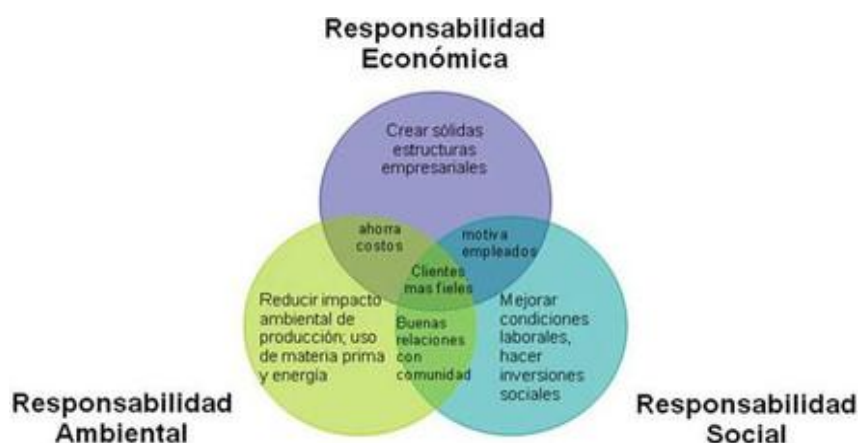 Responsabilidad
Económica
Crear sólidas
estructuras
empresariales
ahorra
costos
motiva
empleados
Clientes
mas fieles
Reducir impacto
ambiental de
producción; uso
de materia prima
y energía
Buenas
relaciones
con
comunidad
Mejorar
condiciones
laborales,
hacer
inversiones
sociales
Responsabilidad
Ambiental
Responsabilidad
Social